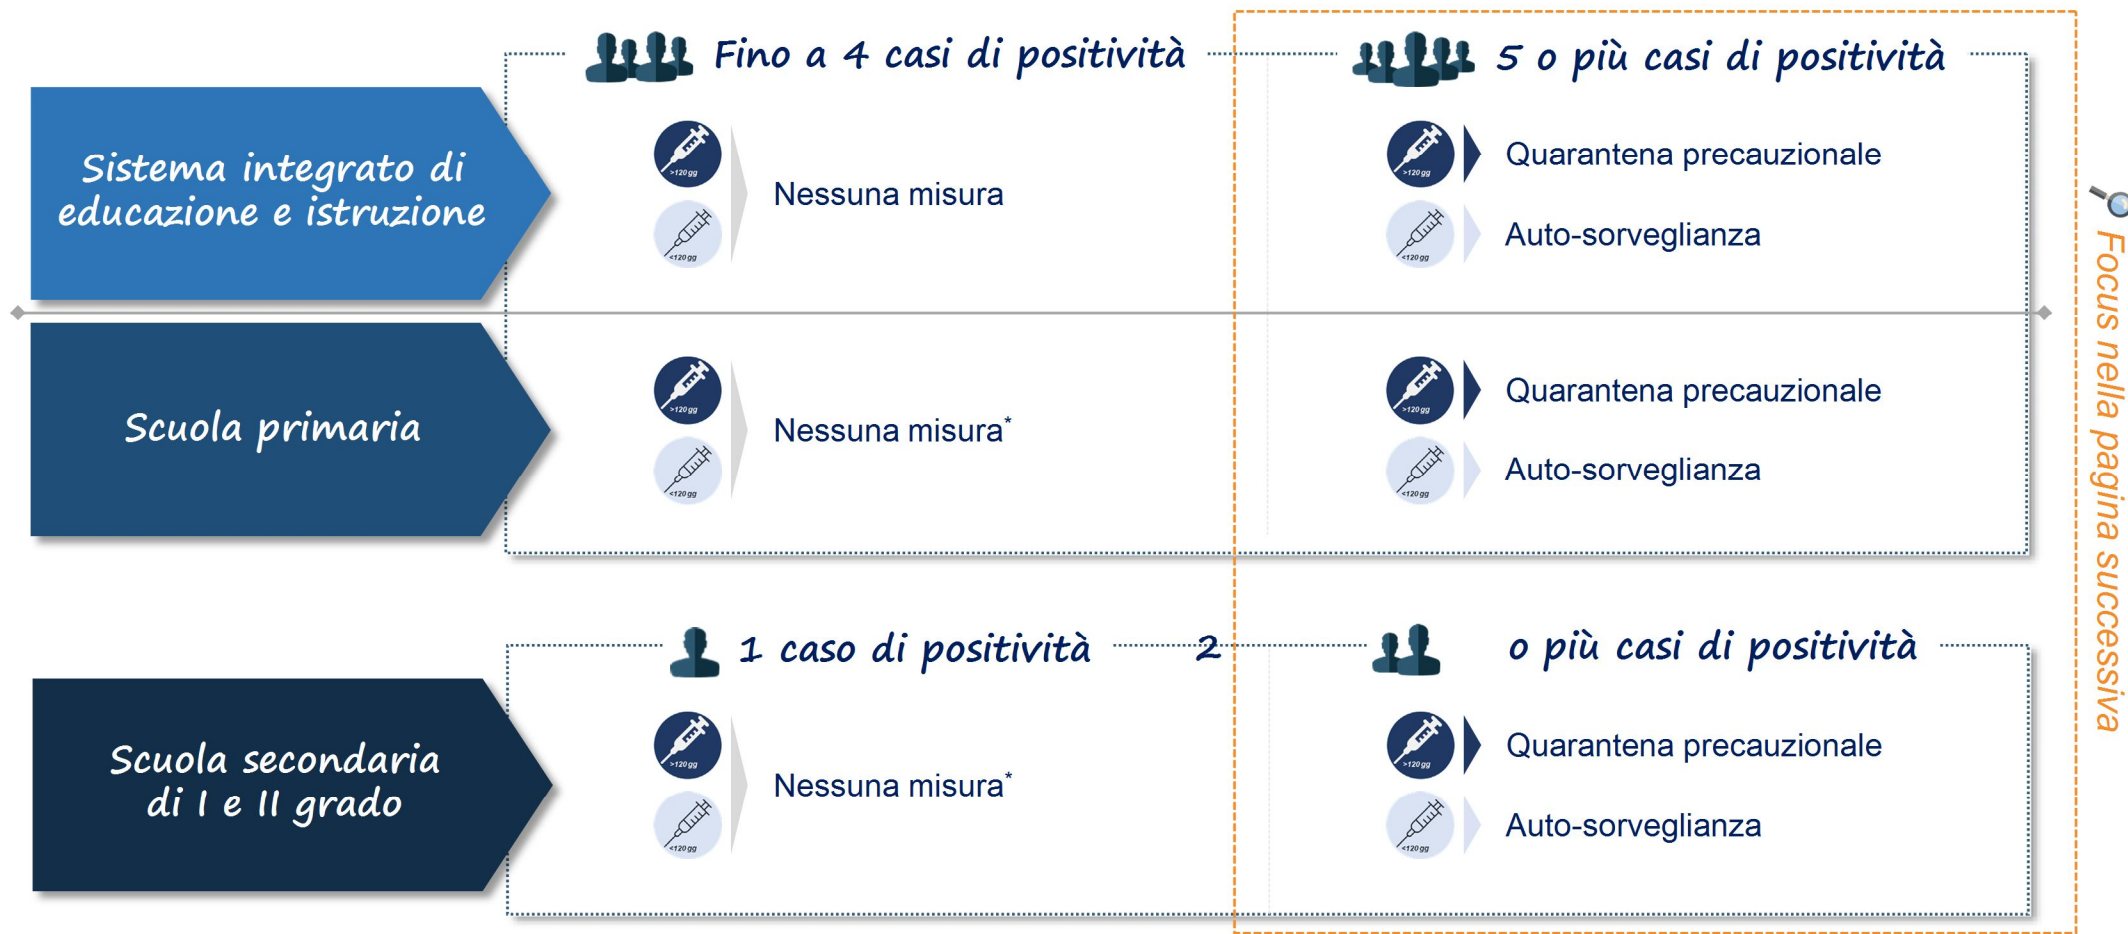 Fino a 4 casi di positività
5 o più casi di positività
Sistema integrato di
educazione e istruzione
>120 gg
<120 gg
Nessuna misura
>120 gg
Quarantena precauzionale
<120 gg
Auto-sorveglianza
Scuola primaria
>120 gg
<120 gg
Nessuna misura*
>120 gg
Quarantena precauzionale
<120 gg
Auto-sorveglianza
1 caso di positività
2 o più casi di positività
Scuola secondaria
di I e II grado
>120 gg
<120 gg
Nessuna misura*
>120 gg
Quarantena precauzionale
<120 gg
Auto-sorveglianza
Focus nella pagina successiva